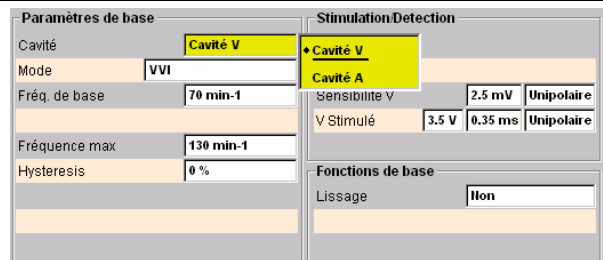 Paramètres de base
Cavité Cavité V
Mode VVI
Fréq. de base 70 min-1
Fréquence max 130 min-1
Hysteresis 0 %
Stimulation/Detection
Cavité V
Cavité A
Sensibilité V 2.5 mV Unipolaire
V Stimulé 3.5 V 0.35 ms Unipolaire
Fonctions de base
Lissage Non